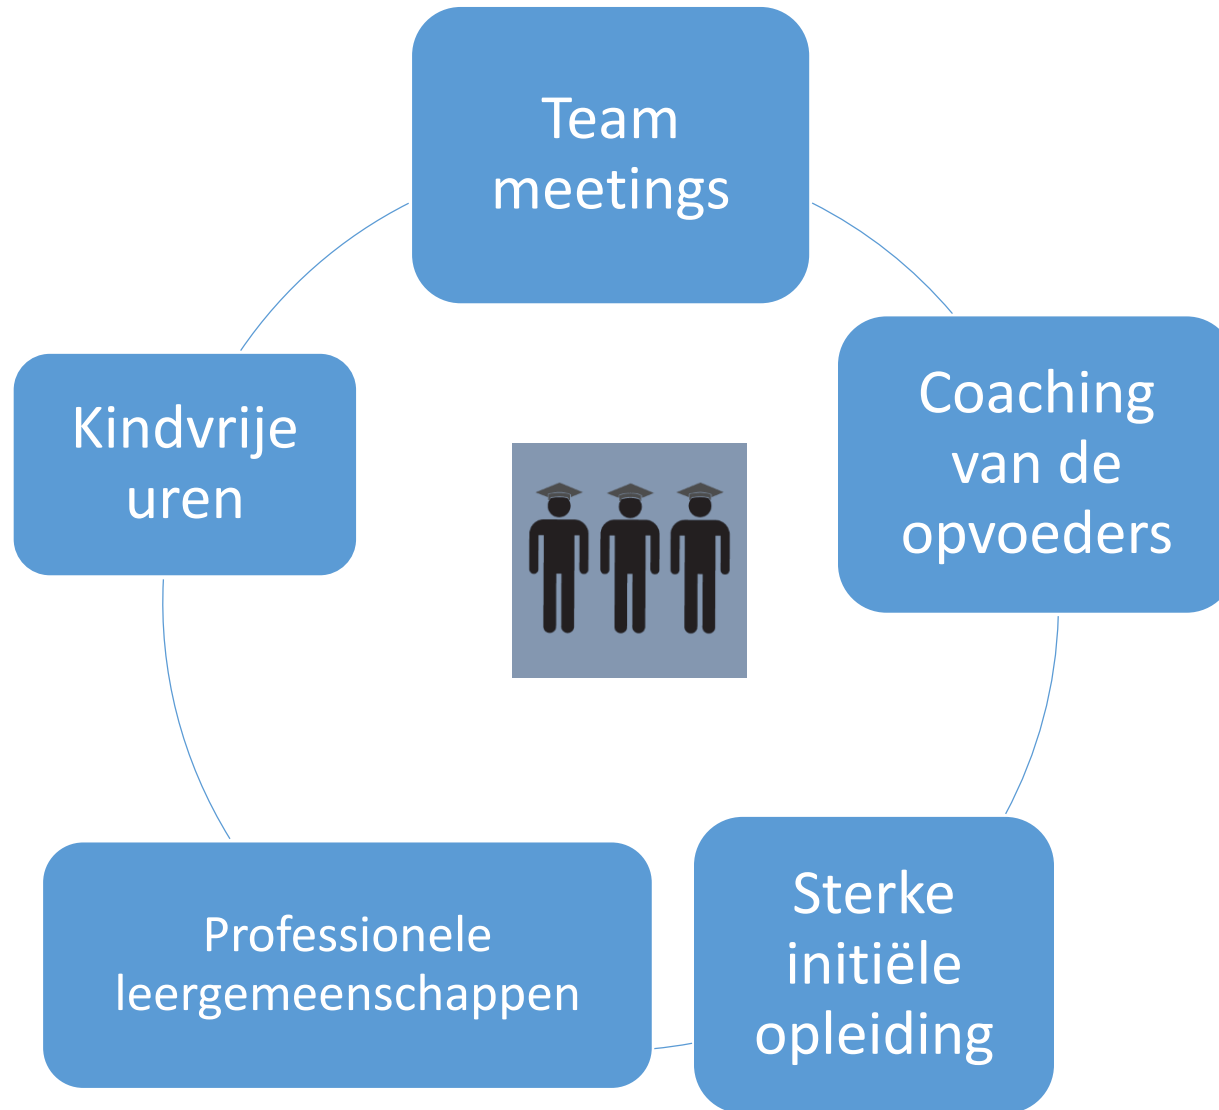 Team
meetings
Coaching
van de
opvoeders
Sterke
initiële
opleiding
Professionele
leergemeenschappen
Kindvrije
uren